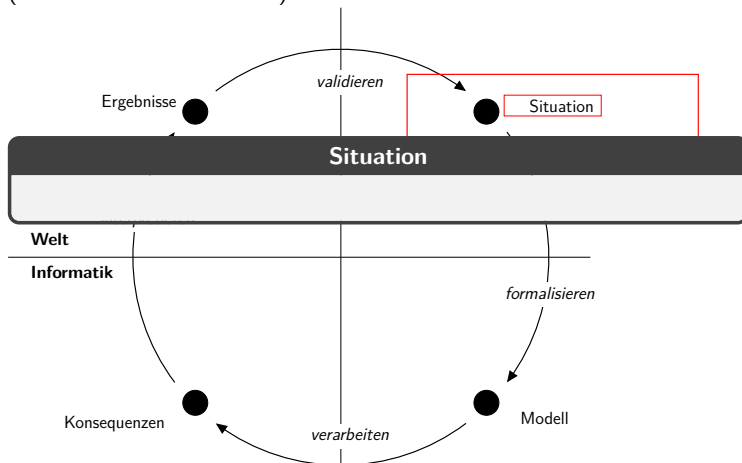 validieren
Ergebnisse
Situation
Situation
Welt
Informatik
formalisieren
Konsequenzen
Modell
verarbeiten